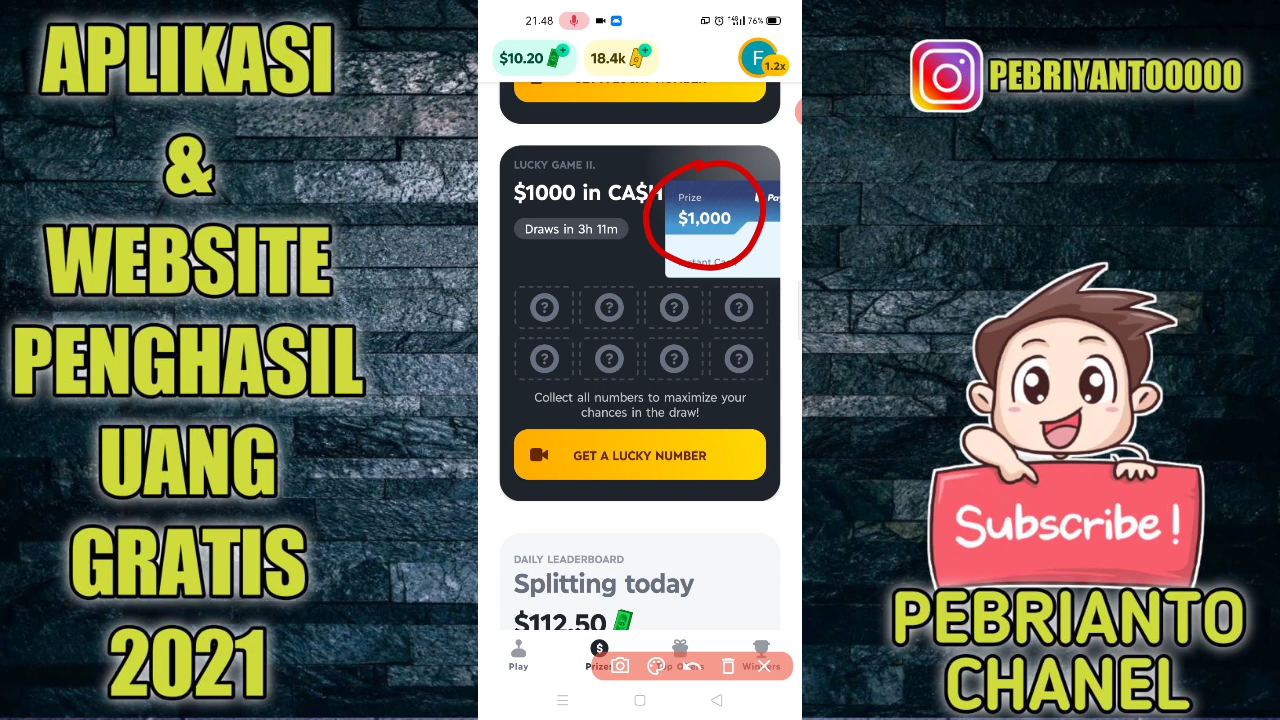 APLIKASI
&
WEBSITE
PENGHASIL
UANG
GRATIS
2021
21.48
76%
$10.20
18.4k
F
1.2x
LUCKY GAME II.
$1000 in CA$H
Draws in 3h 11m
Prize
$1,000
Collect all numbers to maximize your
chances in the draw!
GET A LUCKY NUMBER
DAILY LEADERBOARD
Splitting today
$112.50
Play
PEBRIYANTOOOOO
Subscribe!
PEBRIANTO
CHANEL